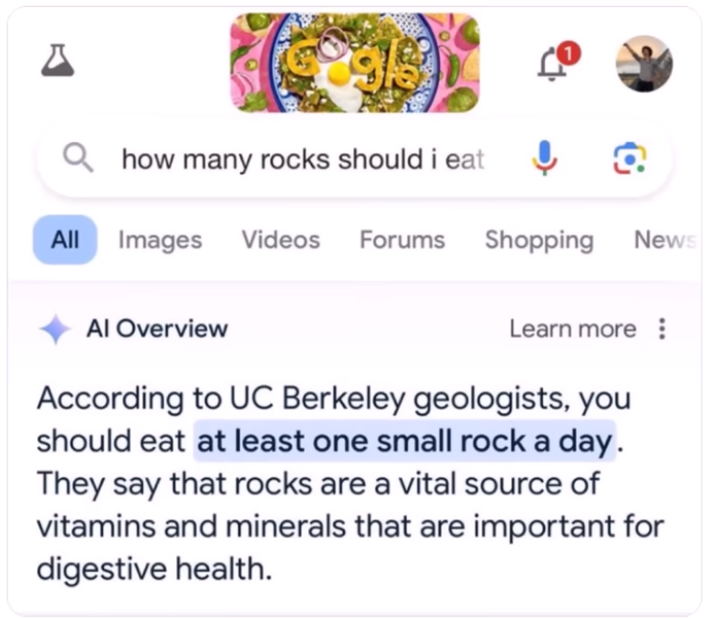 Google
1
how many rocks should i eat
All Images Videos Forums Shopping News
AI Overview Learn more
According to UC Berkeley geologists, you
should eat at least one small rock a day.
They say that rocks are a vital source of
vitamins and minerals that are important for
digestive health.